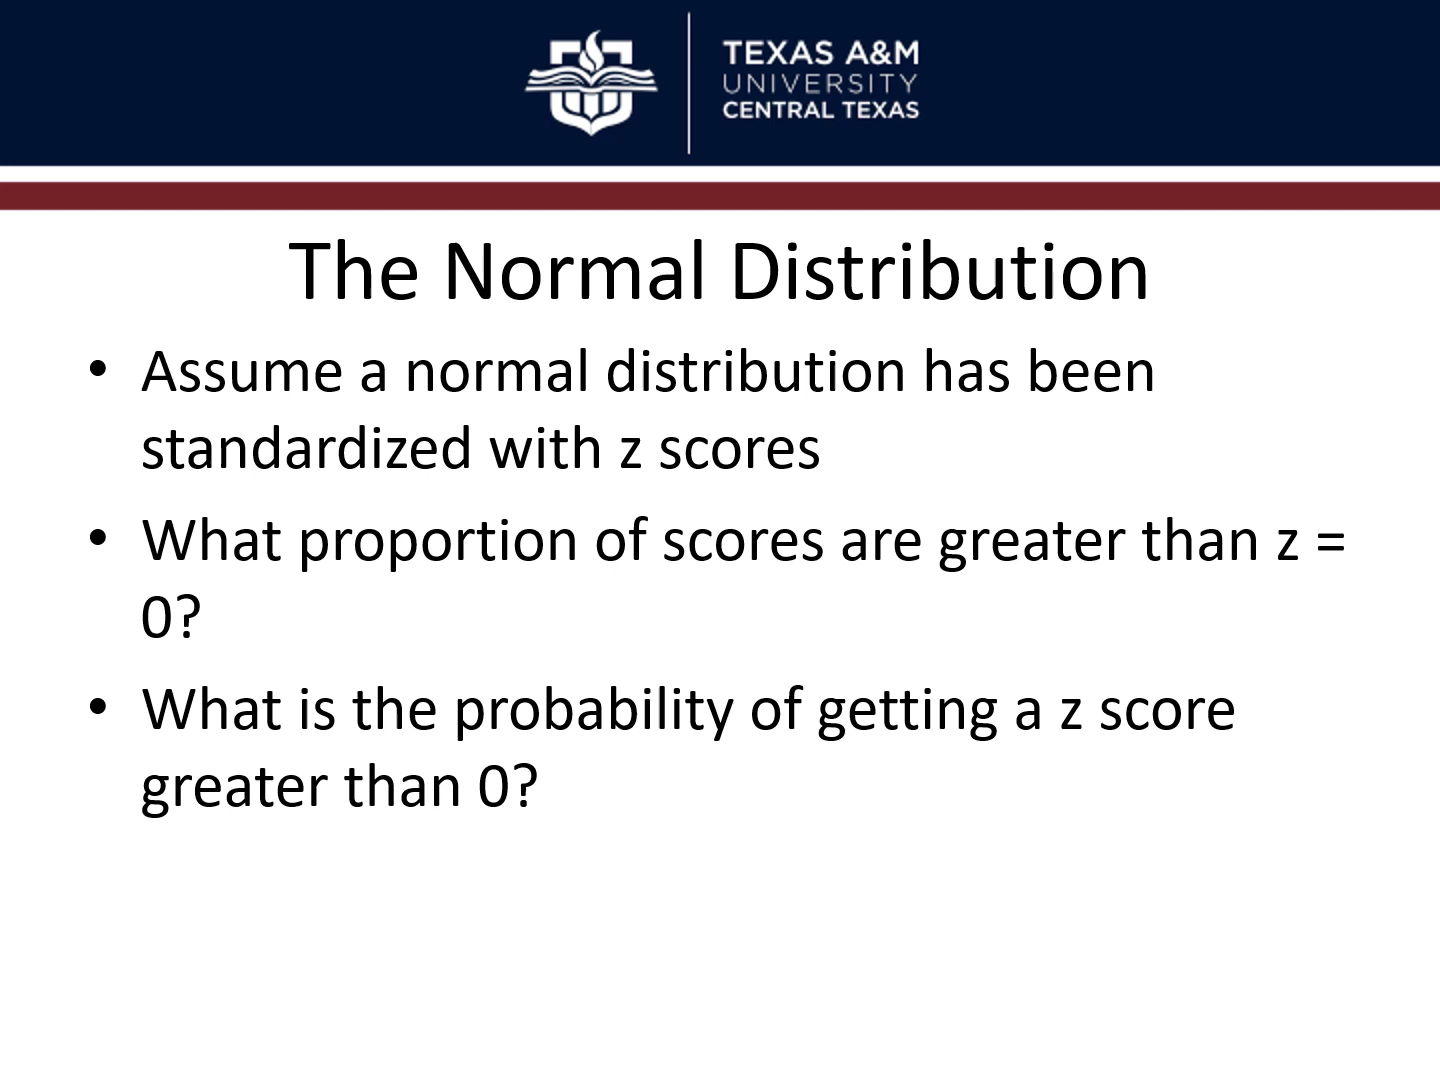 TEXAS A&M
UNIVERSITY
CENTRAL TEXAS
The Normal Distribution
• Assume a normal distribution has been
standardized with z scores
• What proportion of scores are greater than z =
0?
• What is the probability of getting a z score
greater than 0?